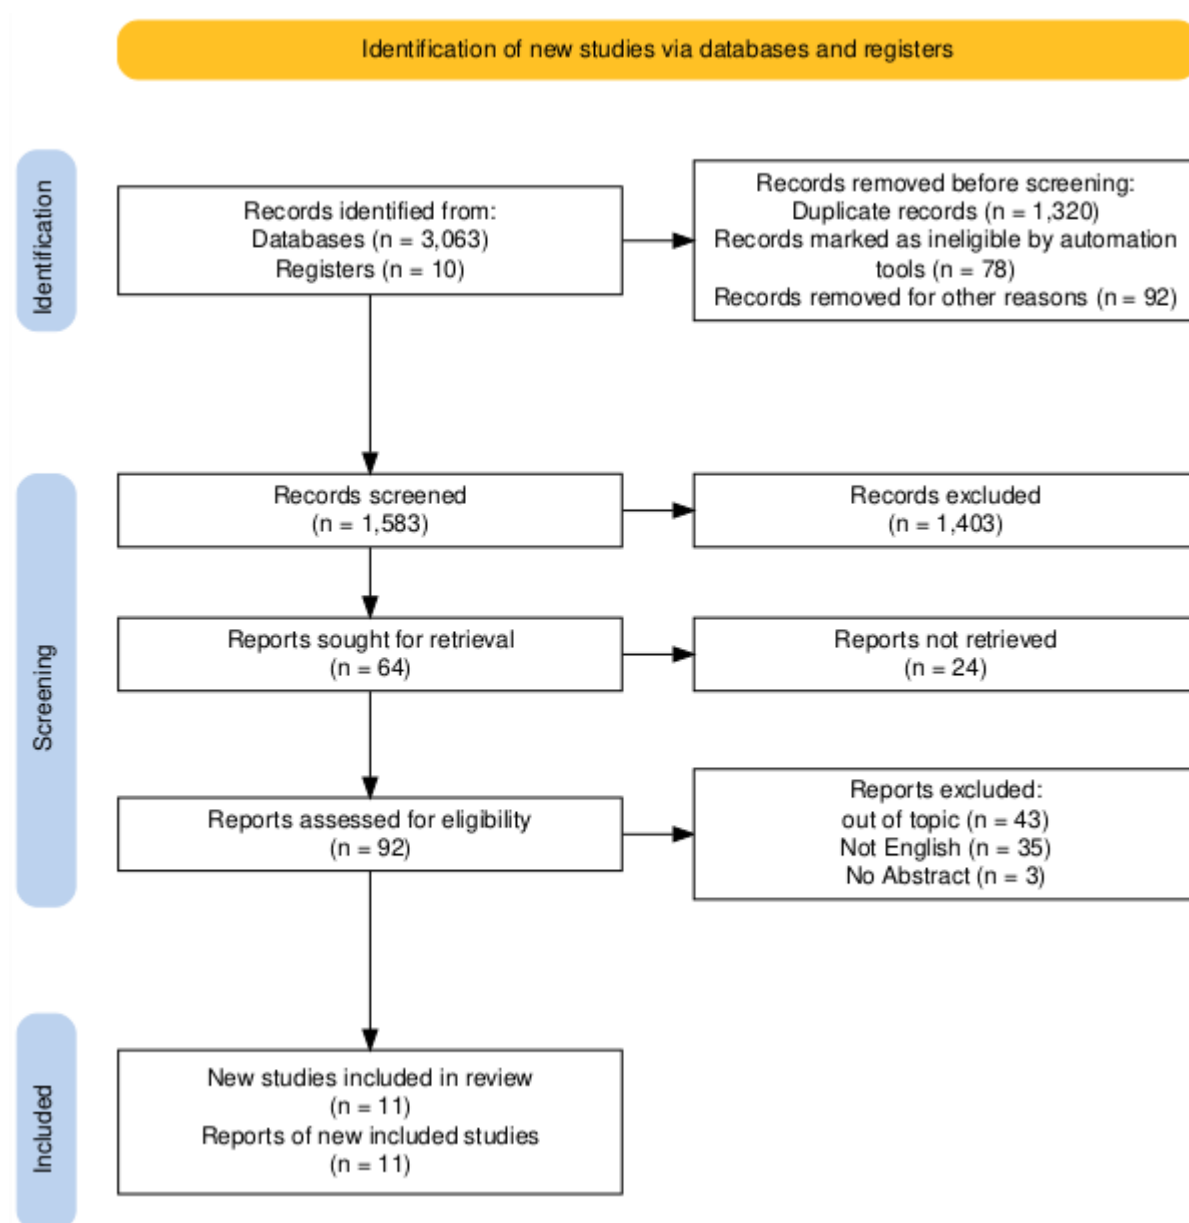 Identification of new studies via databases and registers
Identification
Records identified from:
Databases (n = 3,063)
Registers (n = 10)
Records removed before screening:
Duplicate records (n = 1,320)
Records marked as ineligible by automation
tools (n = 78)
Records removed for other reasons (n = 92)
Screening
Records screened
(n = 1,583)
Records excluded
(n = 1,403)
Reports sought for retrieval
(n = 64)
Reports not retrieved
(n = 24)
Reports assessed for eligibility
(n = 92)
Reports excluded:
out of topic (n = 43)
Not English (n = 35)
No Abstract (n = 3)
Included
New studies included in review
(n = 11)
Reports of new included studies
(n = 11)